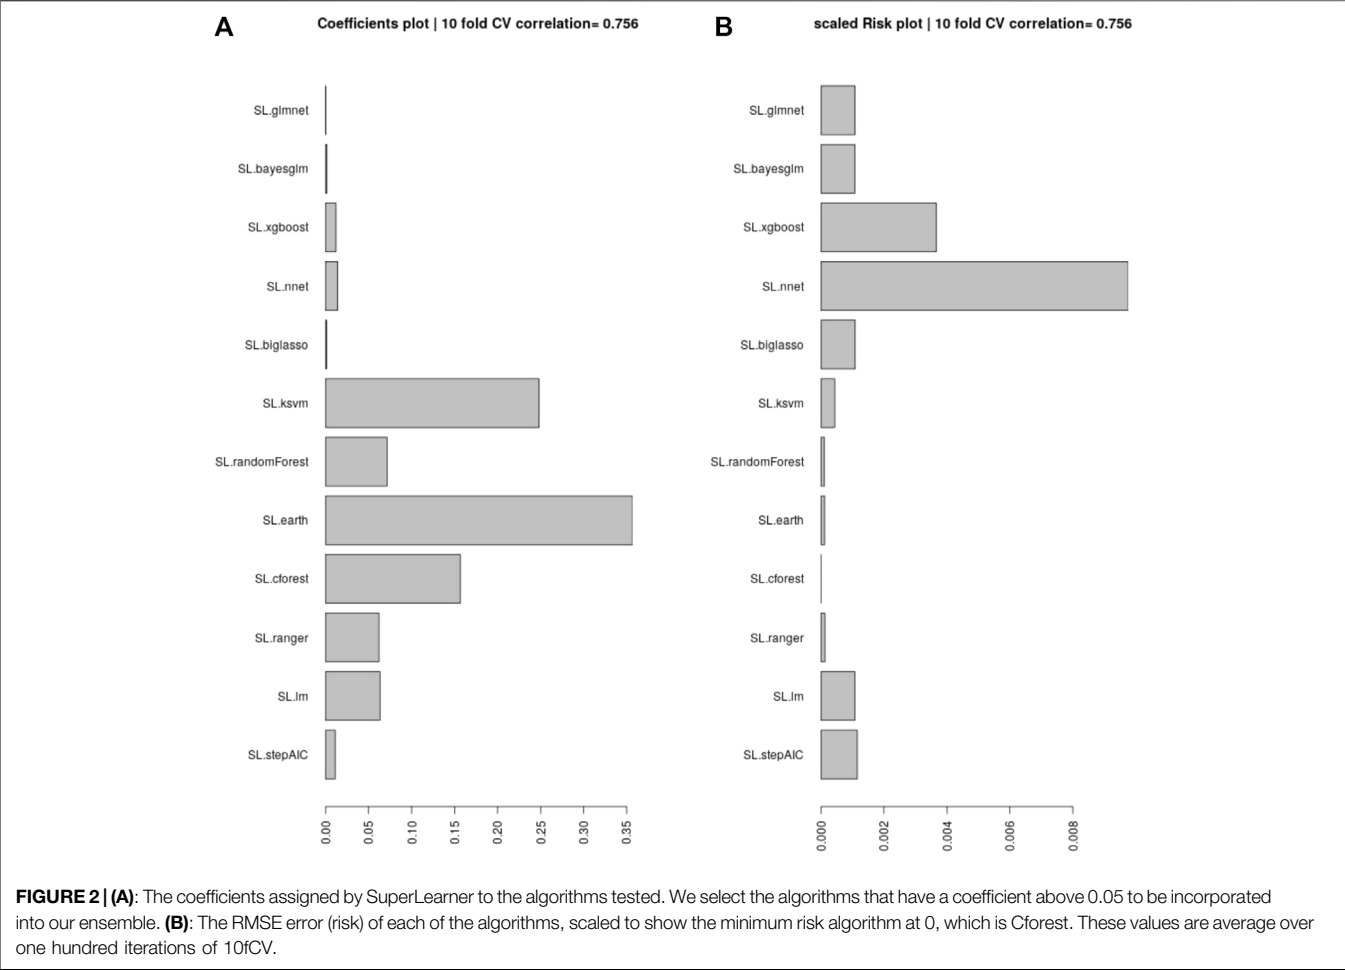 A
Coefficients plot | 10 fold CV correlation= 0.756
SL.glmnet
SL.bayesglm
SL.xgboost
SL.nnet
SL.biglasso
SL.ksvm
SL.randomForest
SL.earth
SL.cforest
SL.ranger
SL.lm
SL.stepAIC
0.00
0.05
0.10
0.15
0.20
0.25
0.30
0.35
B
scaled Risk plot | 10 fold CV correlation= 0.756
SL.glmnet
SL.bayesglm
SL.xgboost
SL.nnet
SL.biglasso
SL.ksvm
SL.randomForest
SL.earth
SL.cforest
SL.ranger
SL.lm
SL.stepAIC
0.000
0.002
0.004
0.006
0.008
FIGURE 2 | (A): The coefficients assigned by SuperLearner to the algorithms tested. We select the algorithms that have a coefficient above 0.05 to be incorporated
into our ensemble. (B): The RMSE error (risk) of each of the algorithms, scaled to show the minimum risk algorithm at 0, which is Cforest. These values are average over
one hundred iterations of 10fCV.